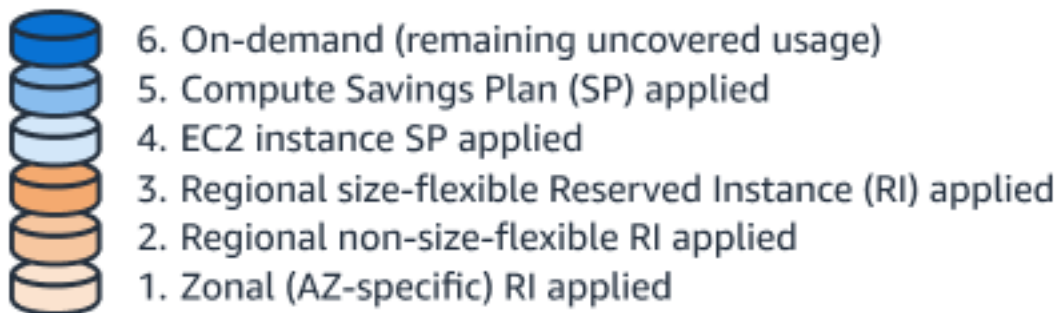 6. On-demand (remaining uncovered usage)
5. Compute Savings Plan (SP) applied
4. EC2 instance SP applied
3. Regional size-flexible Reserved Instance (RI) applied
2. Regional non-size-flexible RI applied
1. Zonal (AZ-specific) RI applied